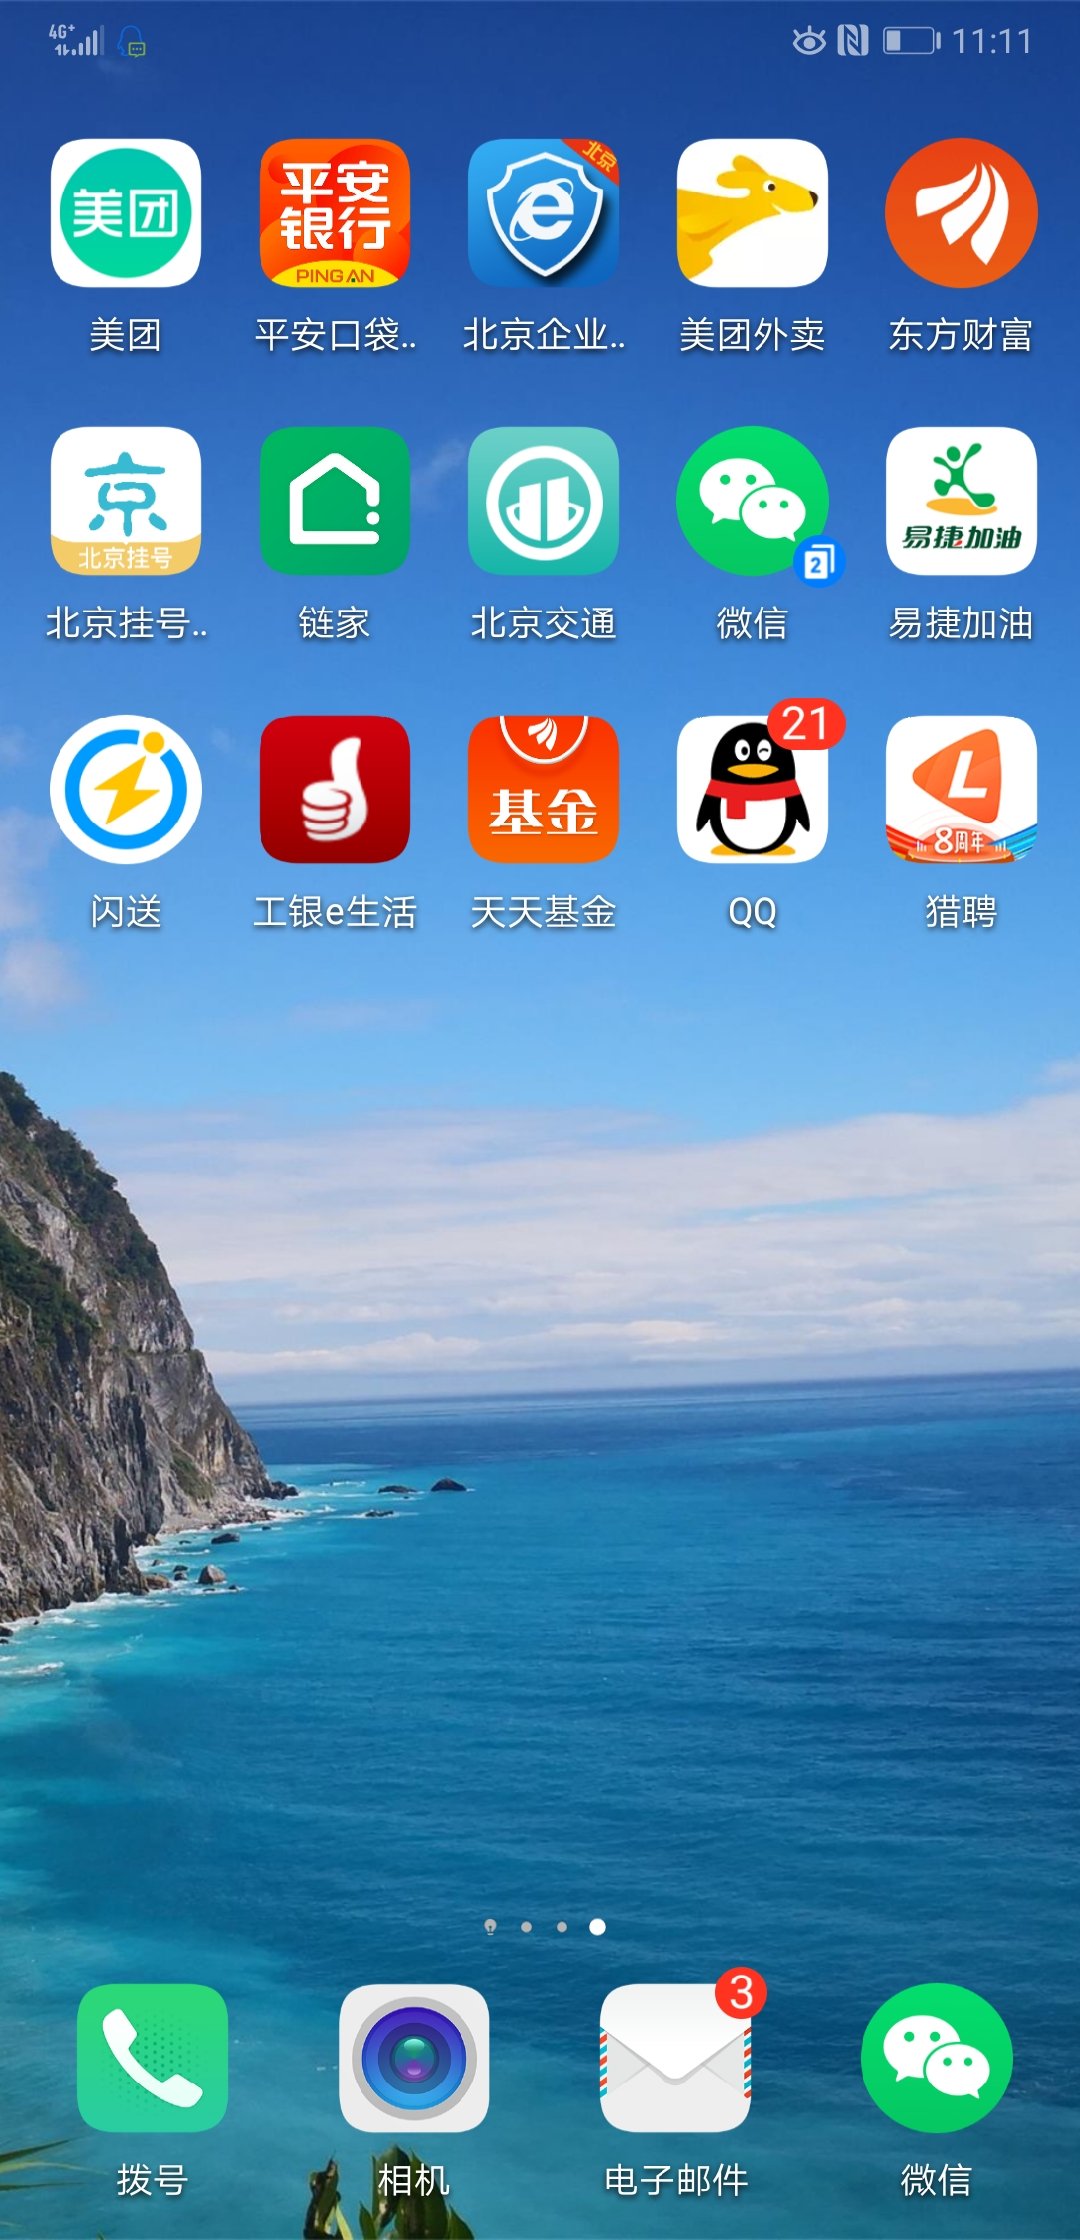 4G+
11:11
美团
平安
银行
PING AN
北京
美团
平安口袋..
北京企业..
美团外卖
东方财富
京
北京挂号
易捷加油
2
北京挂号..
链家
北京交通
微信
易捷加油
21
基金
8周年
闪送
工银e生活
天天基金
QQ
猎聘
3
拨号
相机
电子邮件
微信